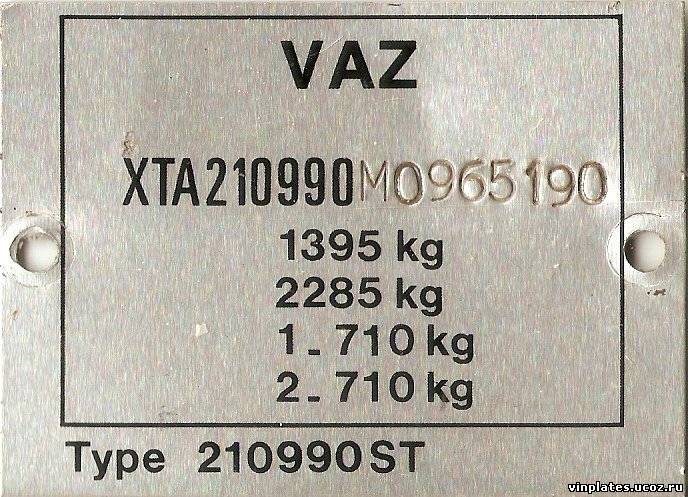 VAZ
XTA210990M0965190
1395 kg
2285 kg
1- 710 kg
2- 710 kg
Type 210990ST
vinplates.ucoz.ru